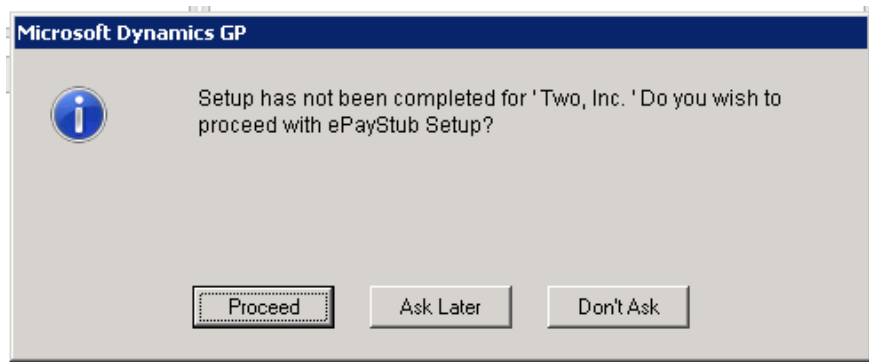 Microsoft Dynamics GP
Setup has not been completed for ' Two, Inc. ' Do you wish to
proceed with ePayStub Setup?
Proceed
Ask Later
Don't Ask